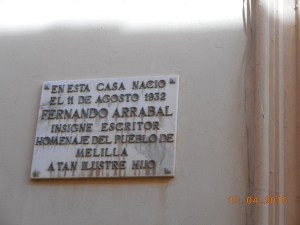 "EN ESTA CASA NACIO"
EL 11 DE AGOSTO 1932
FERNANDO ARRABAL
INSIGNE ESCRITOR
HOMENAJE DEL PUEBLO DE
MELILLA
A TAN ILUSTRE HIJO